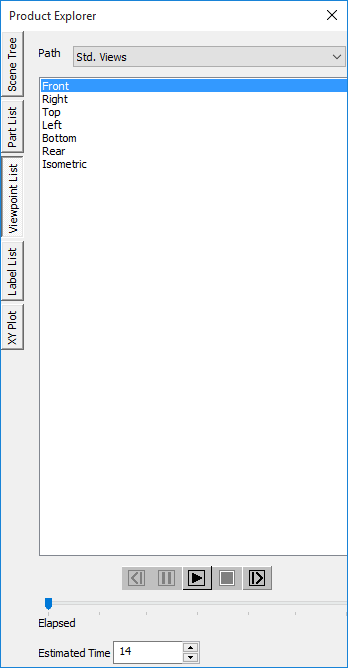 Product Explorer
Scene Tree
Part List
Viewpoint List
Label List
XY Plot
Path
Std. Views
Front
Right
Top
Left
Bottom
Rear
Isometric
Elapsed
Estimated Time 14